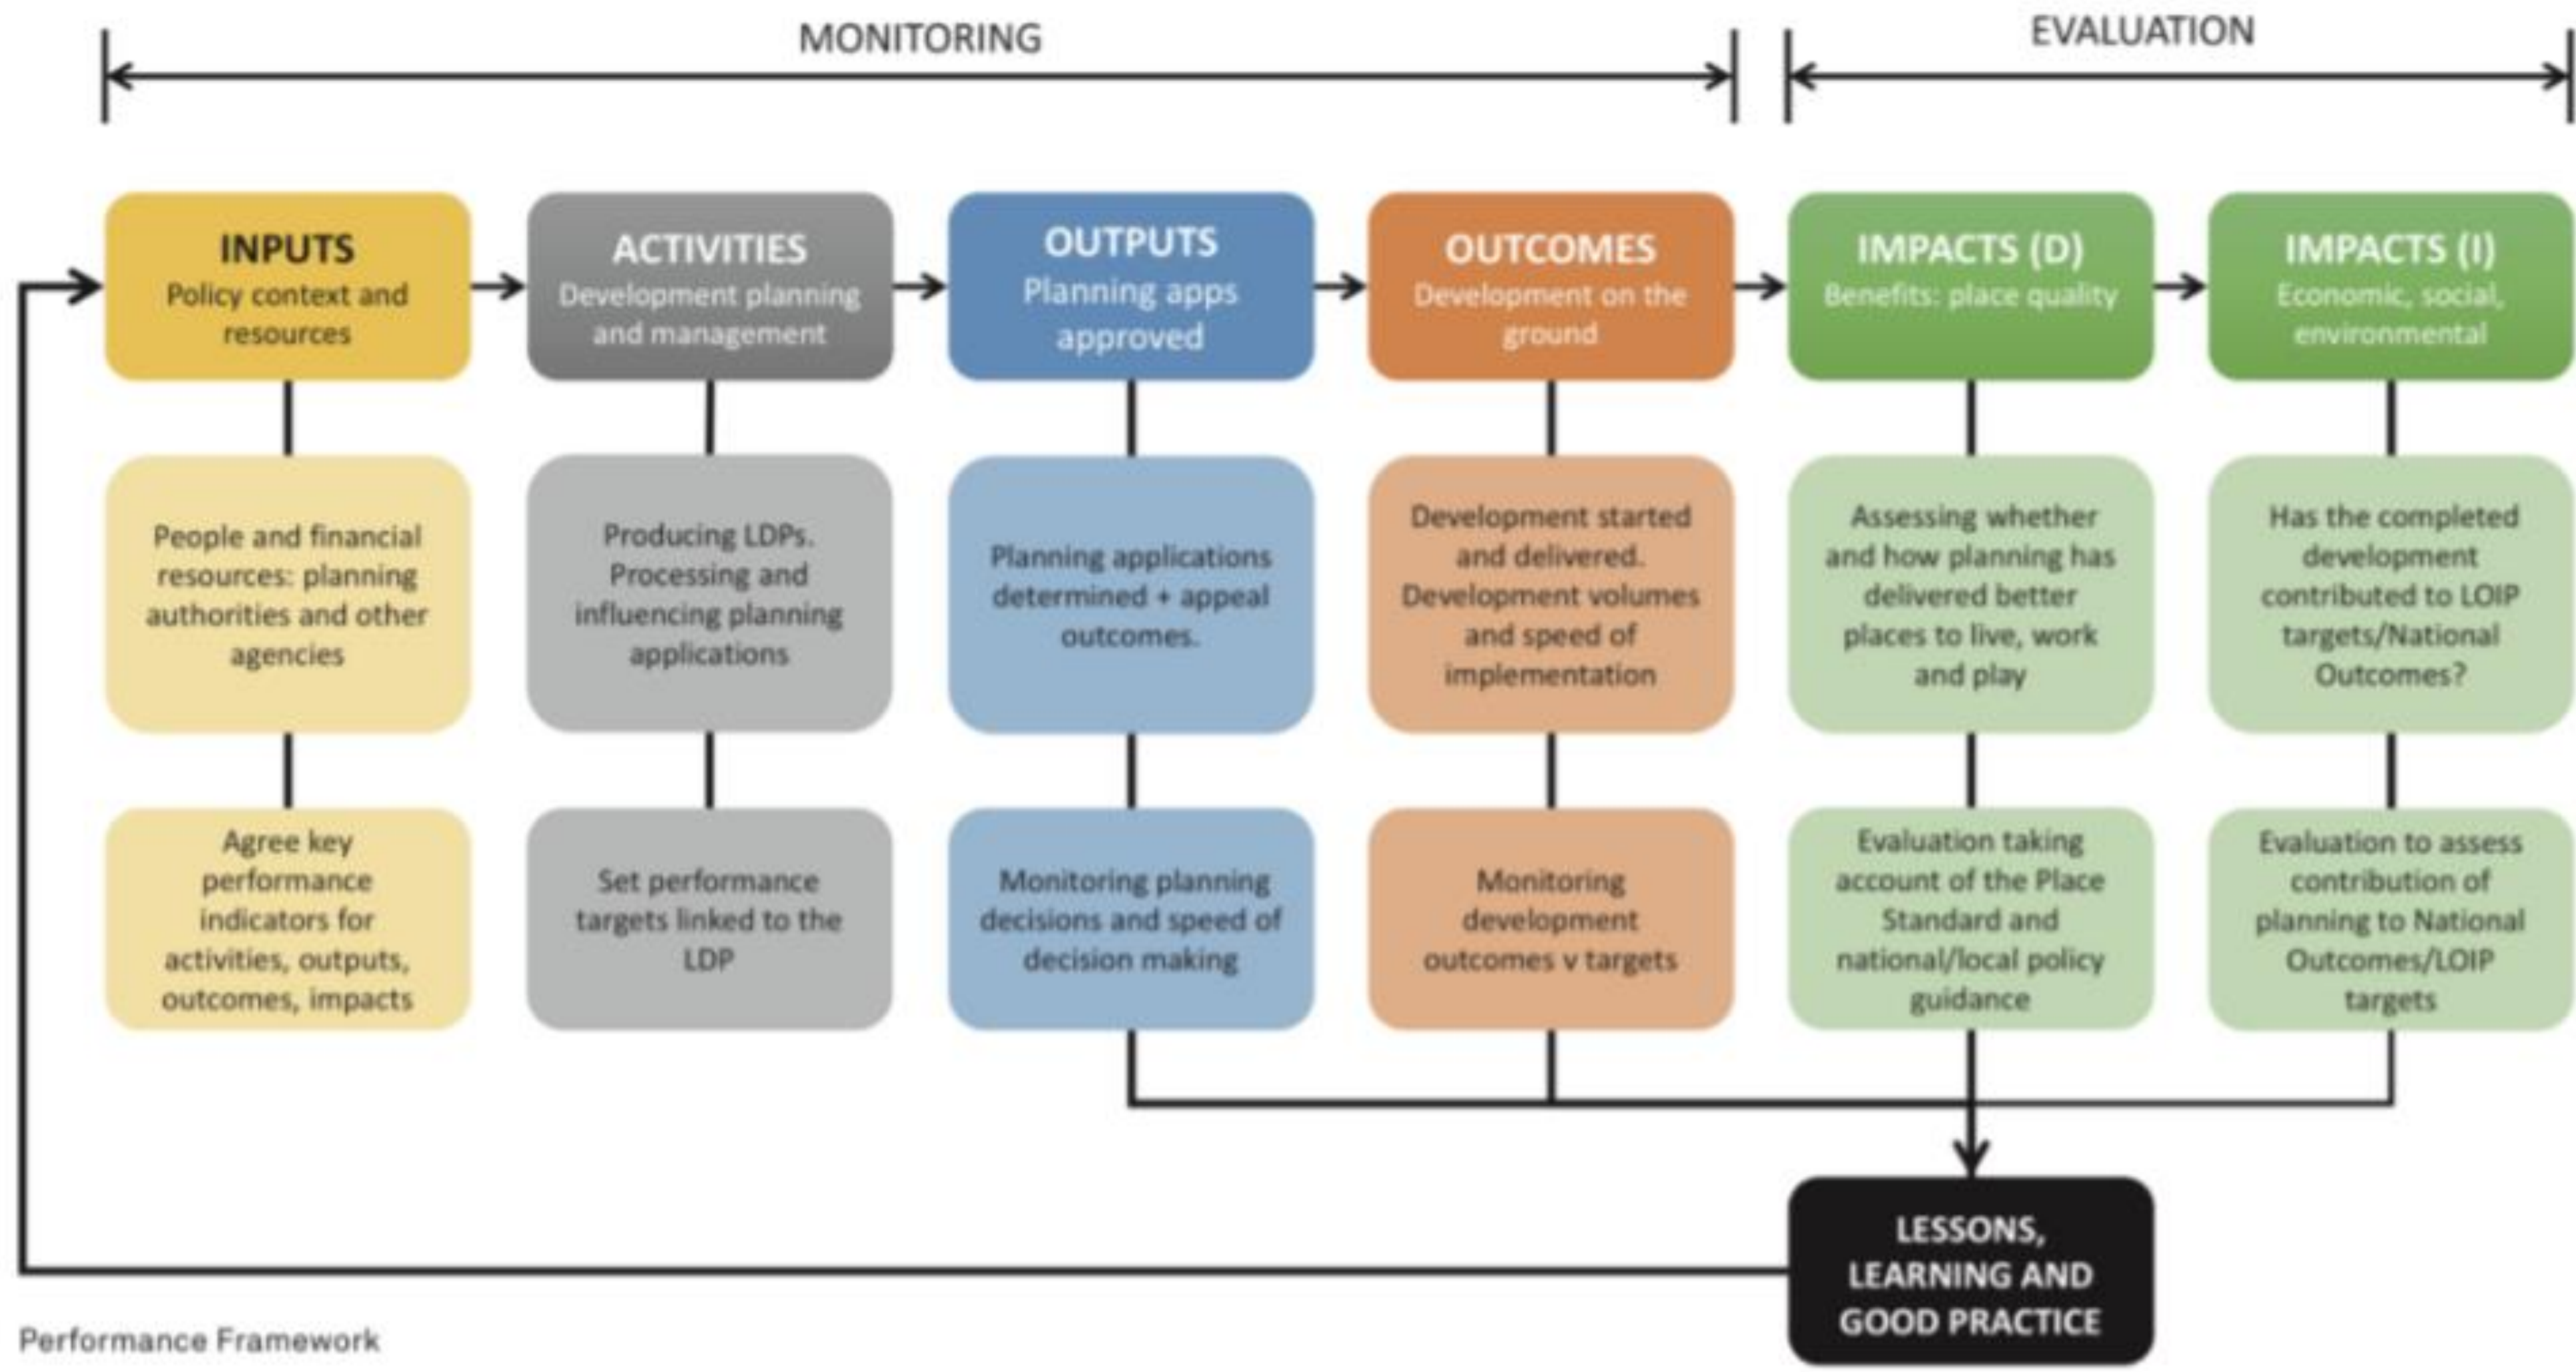 MONITORING
EVALUATION
INPUTS
Policy context and
resources
ACTIVITIES
Development planning
and management
OUTPUTS
Planning apps
approved
OUTCOMES
Development on the
ground
IMPACTS (D)
Benefits: place quality
IMPACTS (I)
Economic, social,
environmental
People and financial
resources: planning
authorities and other
agencies
Producing LDPs.
Processing and
influencing planning
applications
Planning applications
determined + appeal
outcomes.
Development started
and delivered.
Development volumes
and speed of
implementation
Assessing whether
and how planning has
delivered better
places to live, work
and play
Has the completed
development
contributed to LOIP
targets/National
Outcomes?
Agree key
performance
indicators for
activities, outputs,
outcomes, impacts
Set performance
targets linked to the
LDP
Monitoring planning
decisions and speed of
decision making
Monitoring
development
outcomes v targets
Evaluation taking
account of the Place
Standard and
national/local policy
guidance
Evaluation to assess
contribution of
planning to National
Outcomes/LOIP
targets
LESSONS,
LEARNING AND
GOOD PRACTICE
Performance Framework